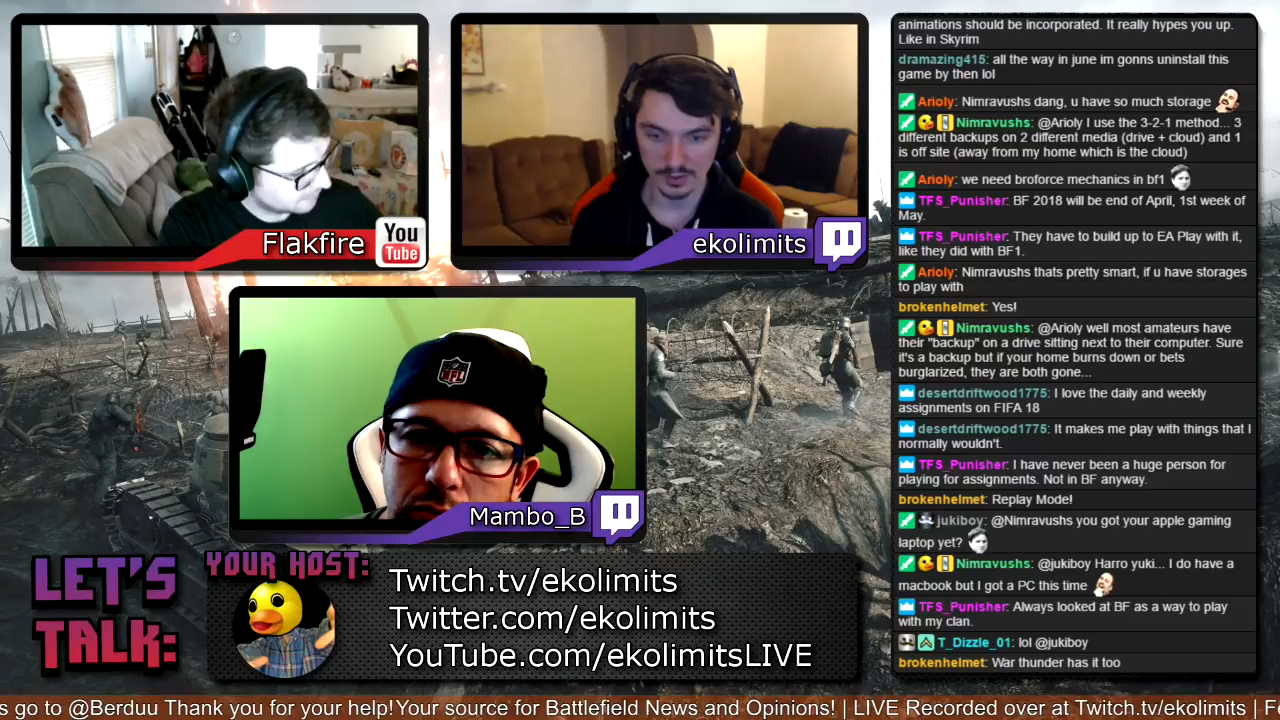 Flakfire
You
Tube
ekolimits
NFL
Mambo_B
LET'S
TALK:
YOUR HOST:
Twitch.tv/ekolimits
Twitter.com/ekolimits
YouTube.com/ekolimitsLIVE
animations should be incorporated. It really hypes you up.
Like in Skyrim
dramazing415: all the way in june im gonns uninstall this
game by then lol
Arioly: Nimravushs dang, u have so much storage
Nimravushs: @Arioly I use the 3-2-1 method... 3
different backups on 2 different media (drive + cloud) and 1
is off site (away from my home which is the cloud)
Arioly: we need broforce mechanics in bf1
TFS_Punisher: BF 2018 will be end of April, 1st week of
May.
TFS_Punisher: They have to build up to EA Play with it,
like they did with BF1.
Arioly: Nimravushs thats pretty smart, if u have storages
to play with
brokenhelmet: Yes!
Nimravushs: @Arioly well most amateurs have
their "backup" on a drive sitting next to their computer. Sure
it's a backup but if your home burns down or bets
burglarized, they are both gone...
desertdriftwood1775: I love the daily and weekly
assignments on FIFA 18
desertdriftwood1775: It makes me play with things that I
normally wouldn't.
TFS_Punisher: I have never been a huge person for
playing for assignments. Not in BF anyway.
brokenhelmet: Replay Mode!
jukiboy: @Nimravushs you got your apple gaming
laptop yet?
Nimravushs: @jukiboy Harro yuki... I do have a
macbook but I got a PC this time
TFS_Punisher: Always looked at BF as a way to play
with my clan.
T_Dizzle_01: lol @jukiboy
brokenhelmet: War thunder has it too
s go to @Berduu Thank you for your help! Your source for Battlefield News and Opinions! | LIVE Recorded over at Twitch.tv/ekolimits | Fo